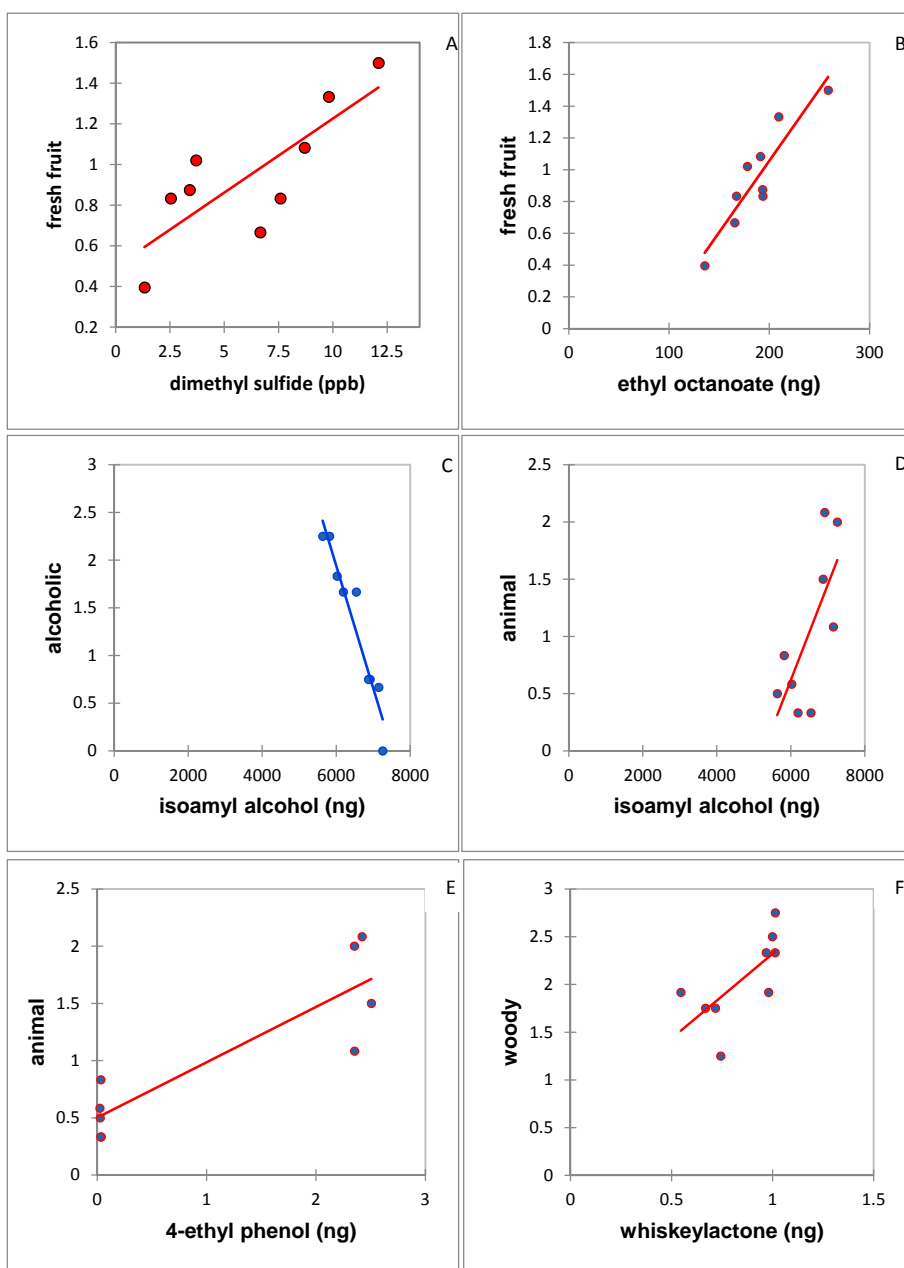 A
fresh fruit
1.6
1.4
1.2
1
0.8
0.6
0.4
0.2
0 2.5 5 7.5 10 12.5
dimethyl sulfide (ppb)
B
fresh fruit
1.8
1.6
1.4
1.2
1
0.8
0.6
0.4
0.2
0
0 100 200 300
ethyl octanoate (ng)
C
alcoholic
3
2.5
2
1.5
1
0.5
0
0 2000 4000 6000 8000
isoamyl alcohol (ng)
D
animal
2.5
2
1.5
1
0.5
0
0 2000 4000 6000 8000
isoamyl alcohol (ng)
E
animal
2.5
2
1.5
1
0.5
0
0 1 2 3
4-ethyl phenol (ng)
F
woody
3
2.5
2
1.5
1
0.5
0
0 0.5 1 1.5
whiskeylactone (ng)